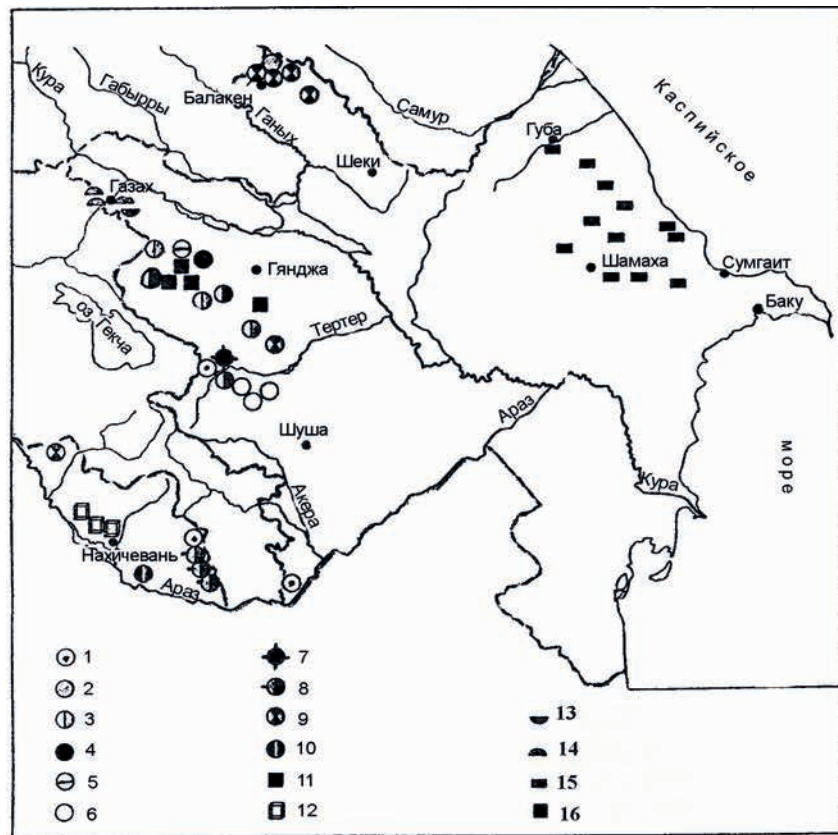 Кура
Габырры
Балакен
Ганых
Самур
Каспийское
Губа
Шеки
Газах
Гянджа
Шамаха
Сумгаит
Баку
оз Гекча
Тертер
Шуша
Араз
Акера
Кура
море
Нахичевань
Араз
1
2
3
4
5
6
7
8
9
10
11
12
13
14
15
16